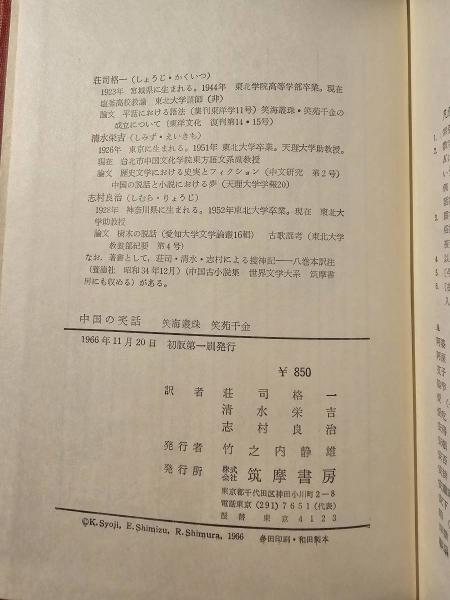 荘司格一（しょうじ・かくいつ）
1923年 宮城県に生まれる。1944年 東北学院高等学部卒業。現在
塩釜高校教諭 東北大学講師（非）
論文 平話における語法（集刊東洋学11号）笑海叢珠・笑苑千金の
成立について（東洋文化 復刊第14・15号）
清水栄吉（しみず・えいきち）
1926年 東京に生まれる。1951年 東北大学卒業。天理大学助教授。
現在 台北市中国文化学院東方語文系副教授
論文 歴史文学における史実とフィクション（中文研究 第2号）
中国の説話と小説における夢（天理大学学報20）
志村良治（しむら・りょうじ）
1928年 神奈川県に生まれる。1952年東北大学卒業。現在 東北大
学助教授
論文 樹木の説話（愛知大学文学論叢16輯） 古歌謡考（東北大学
教養部紀要 第4号）
なお、著書として、荘司・清水・志村による捜神記——八巻本訳注
（養徳社 昭和34年12月）（中国古小説集 世界文学大系 筑摩書
房にも収める）がある。
中国の笑話 笑海叢珠 笑苑千金
1966年11月20日 初版第一刷発行
￥850
訳者 荘司格一
清水栄吉
志村良治
発行者 竹之内静雄
発行所 株式会社 筑摩書房
東京都千代田区神田小川町2−8
電話東京（291）7651（代表）
振替 東京 4123
©K. Syoji, E. Shimizu, R. Shimura, 1966 多田印刷・和田製本